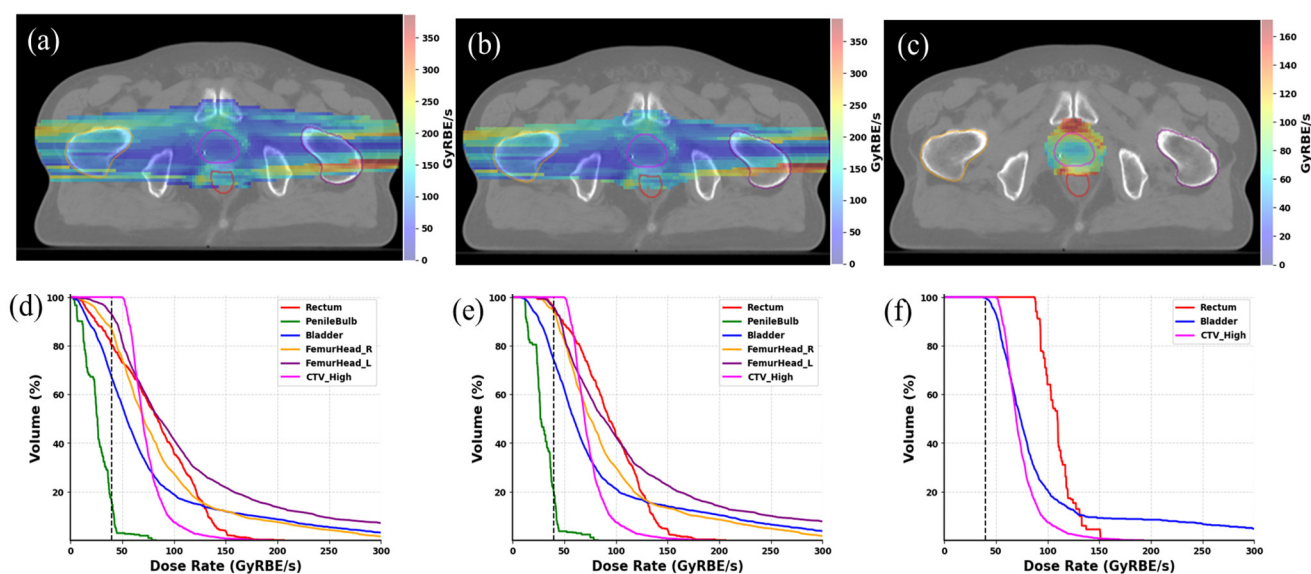 (a)
350
300
250
200
150
100
50
0
GyRBE/s
(b)
350
300
250
200
150
100
50
0
GyRBE/s
(c)
160
140
120
100
80
60
40
20
0
GyRBE/s
(d)
100
80
60
40
20
Volume (%)
Rectum
PenileBulb
Bladder
FemurHead_R
FemurHead_L
CTV_High
0
50
100
150
200
250
300
Dose Rate (GyRBE/s)
(e)
100
80
60
40
20
Volume (%)
Rectum
PenileBulb
Bladder
FemurHead_R
FemurHead_L
CTV_High
0
50
100
150
200
250
300
Dose Rate (GyRBE/s)
(f)
100
80
60
40
20
Volume (%)
Rectum
Bladder
CTV_High
0
50
100
150
200
250
300
Dose Rate (GyRBE/s)